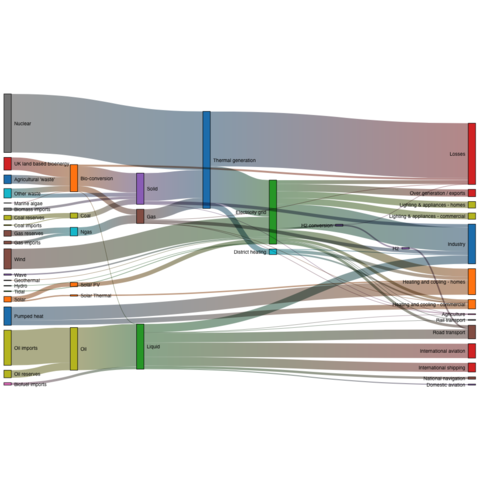 Nuclear
Thermal generation
Losses
UK land based bioenergy
Bio-conversion
Agricultural waste
Solid
Other waste
Over generation / exports
Marine algae
Lighting & appliances - homes
Biomass imports
Gas
Electricity grid
Coal reserves
Coal
Lighting & appliances - commercial
Coal imports
H2 conversion
Gas reserves
Ngas
Industry
Gas imports
H2
District heating
Wind
Wave
Geothermal
Heating and cooling - homes
Hydro
Solar PV
Tidal
Solar Thermal
Solar
Heating and cooling - commercial
Pumped heat
Agriculture
Rail transport
Road transport
Oil imports
Oil
Liquid
International aviation
International shipping
Oil reserves
National navigation
Biofuel imports
Domestic aviation